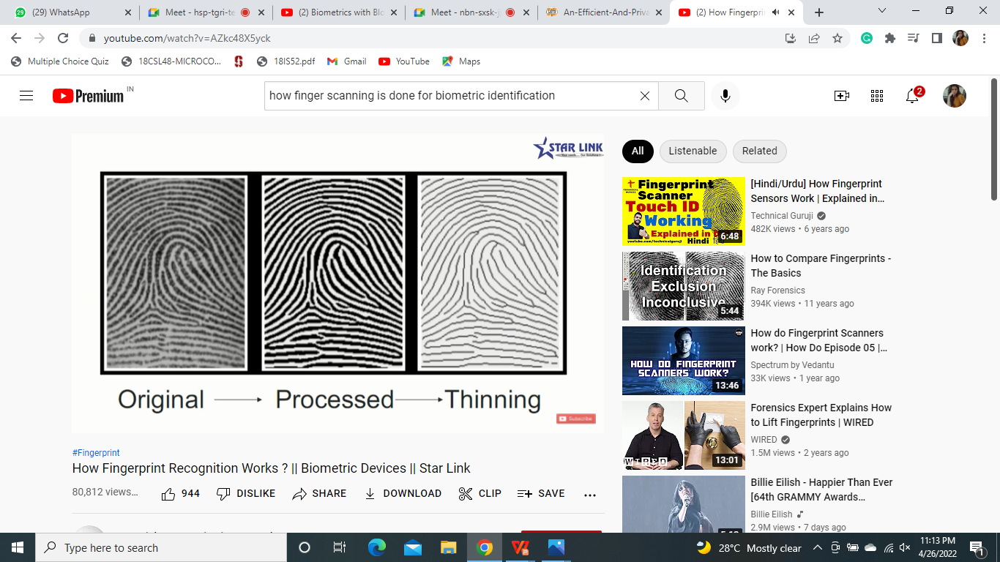 (29) WhatsApp
Meet - hsp-tgri-te
(2) Biometrics with Blo
Meet - nbn-sxsk-j
An-Efficient-And-Priva
(2) How Fingerpri
youtube.com/watch?v=AZkc48X5yck
Multiple Choice Quiz
18CSL48-MICROCO...
18IS52.pdf
Gmail
YouTube
Maps
Premium IN
how finger scanning is done for biometric identification
2
STAR LINK
Original
Processed
Thinning
Subscribe
#Fingerprint
How Fingerprint Recognition Works ? || Biometric Devices || Star Link
80,812 views...
944
DISLIKE
SHARE
DOWNLOAD
CLIP
SAVE
All
Listenable
Related
Fingerprint
Scanner
Touch ID
Working
Explained in
Hindi
6:48
[Hindi/Urdu] How Fingerprint
Sensors Work | Explained in...
Technical Guruji
482K views • 6 years ago
Identification
Exclusion
Inconclusive
5:44
How to Compare Fingerprints -
The Basics
Ray Forensics
394K views • 11 years ago
HOW DO FINGERPRINT
SCANNERS WORK?
13:46
How do Fingerprint Scanners
work? | How Do Episode 05 |...
Spectrum by Vedantu
33K views • 1 year ago
WIRED
13:01
Forensics Expert Explains How
to Lift Fingerprints | WIRED
WIRED
1.5M views • 2 years ago
Billie Eilish - Happier Than Ever
[64th GRAMMY Awards...
Billie Eilish
2.9M views • 7 days ago
Type here to search
28°C Mostly clear
11:13 PM
4/26/2022
1